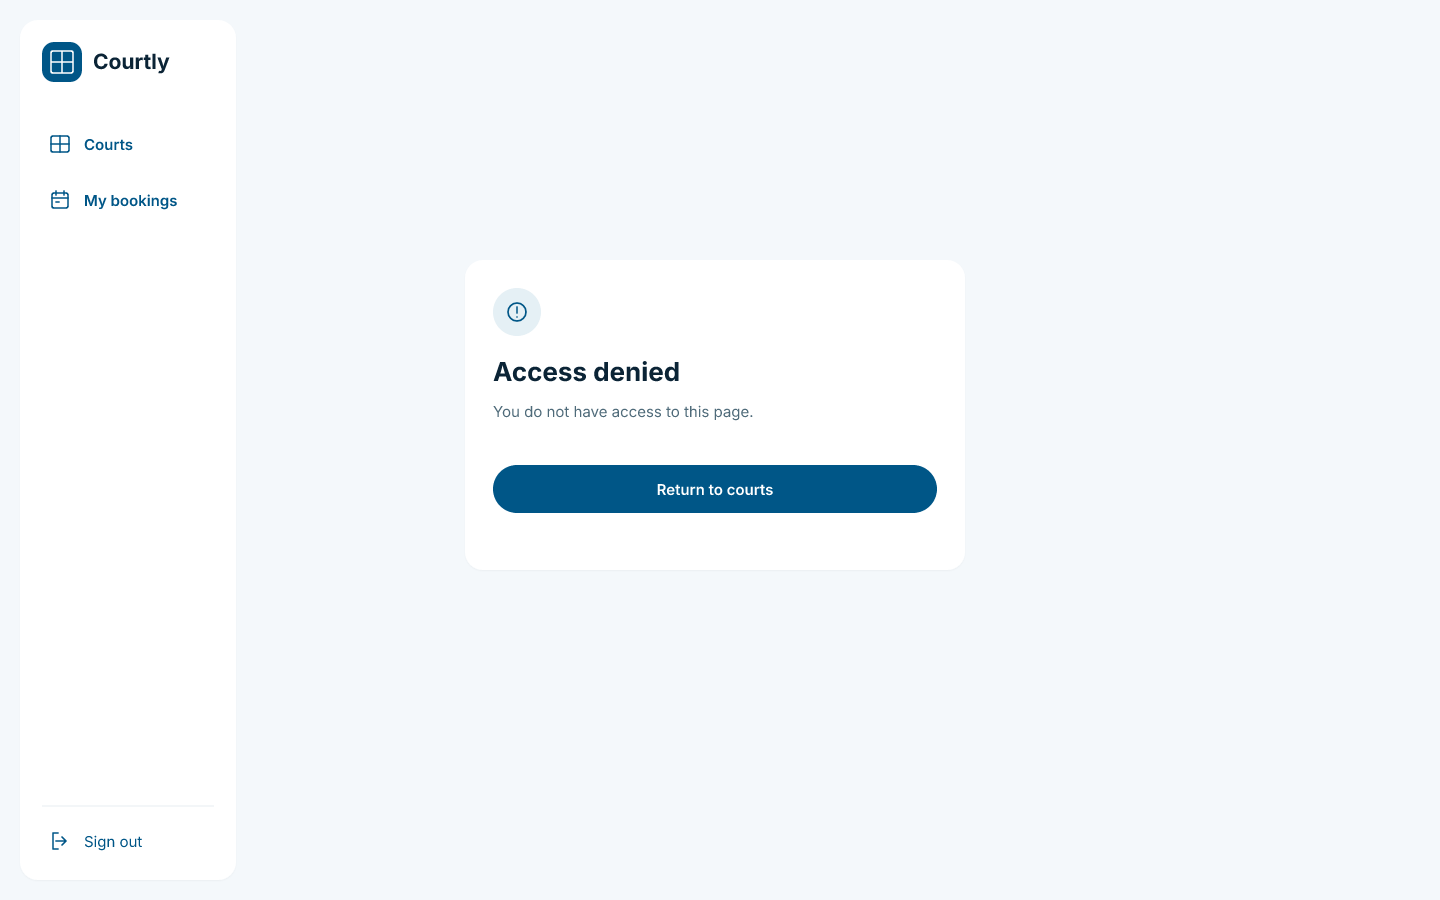 Courtly
Courts
My bookings
Access denied
You do not have access to this page.
Return to courts
Sign out